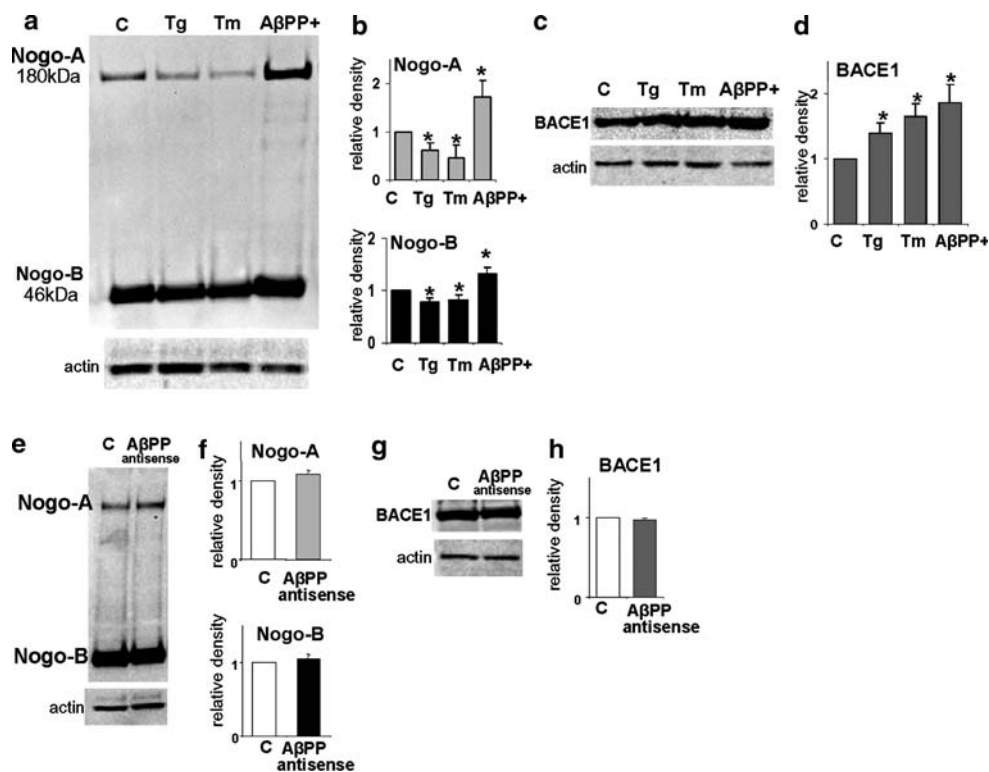 a
C Tg Tm AβPP+
Nogo-A
180kDa
Nogo-B
46kDa
actin
b
Nogo-A
relative density
2
1
0
* * *
C Tg Tm AβPP+
Nogo-B
relative density
2
1
0
* * *
C Tg Tm AβPP+
c
C Tg Tm AβPP+
BACE1
actin
d
BACE1
relative density
2
1
0
* * *
C Tg Tm AβPP+
e
C AβPP
antisense
Nogo-A
Nogo-B
actin
f
Nogo-A
relative density
1
0
C AβPP
antisense
Nogo-B
relative density
1
0
C AβPP
antisense
g
C AβPP
antisense
BACE1
actin
h
BACE1
relative density
1
0
C AβPP
antisense